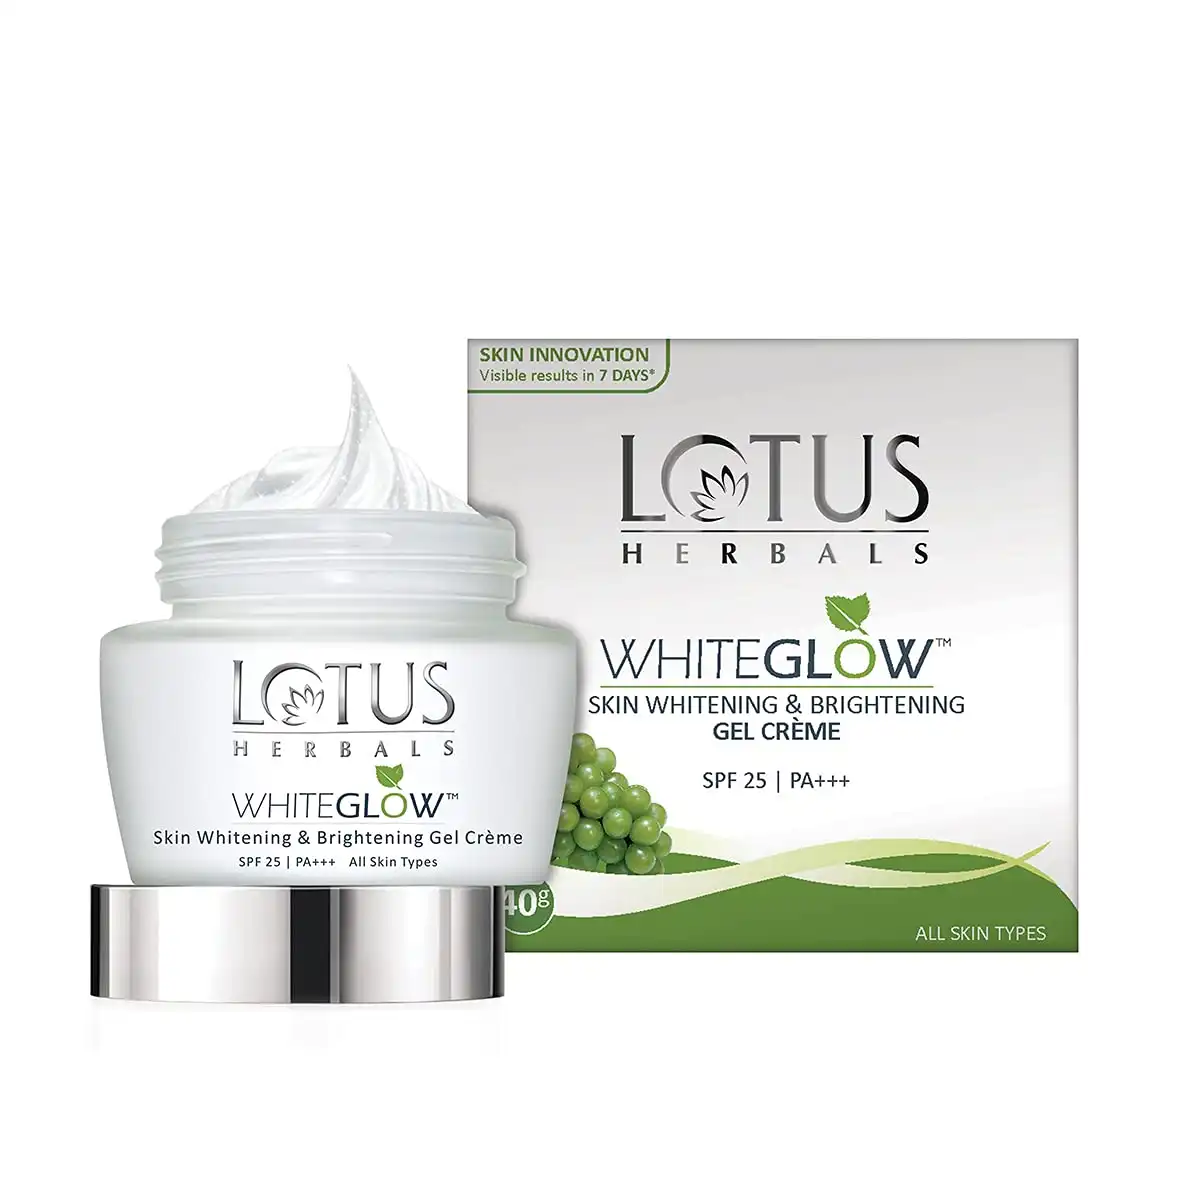 SKIN INNOVATION
Visible results in 7 DAYS*
LOTUS
HERBALS
WHITEGLOW™
SKIN WHITENING & BRIGHTENING
GEL CRÈME
SPF 25 | PA+++
40g
ALL SKIN TYPES
LOTUS
HERBALS
WHITEGLOW™
Skin Whitening & Brightening Gel Crème
SPF 25 | PA+++ All Skin Types